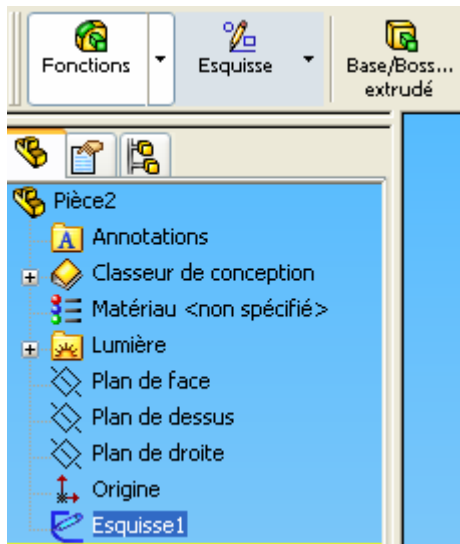 Fonctions
Esquisse
Base/Boss...
extrudé
Pièce2
A Annotations
Classeur de conception
Matériau <non spécifié>
Lumière
Plan de face
Plan de dessus
Plan de droite
Origine
Esquisse1